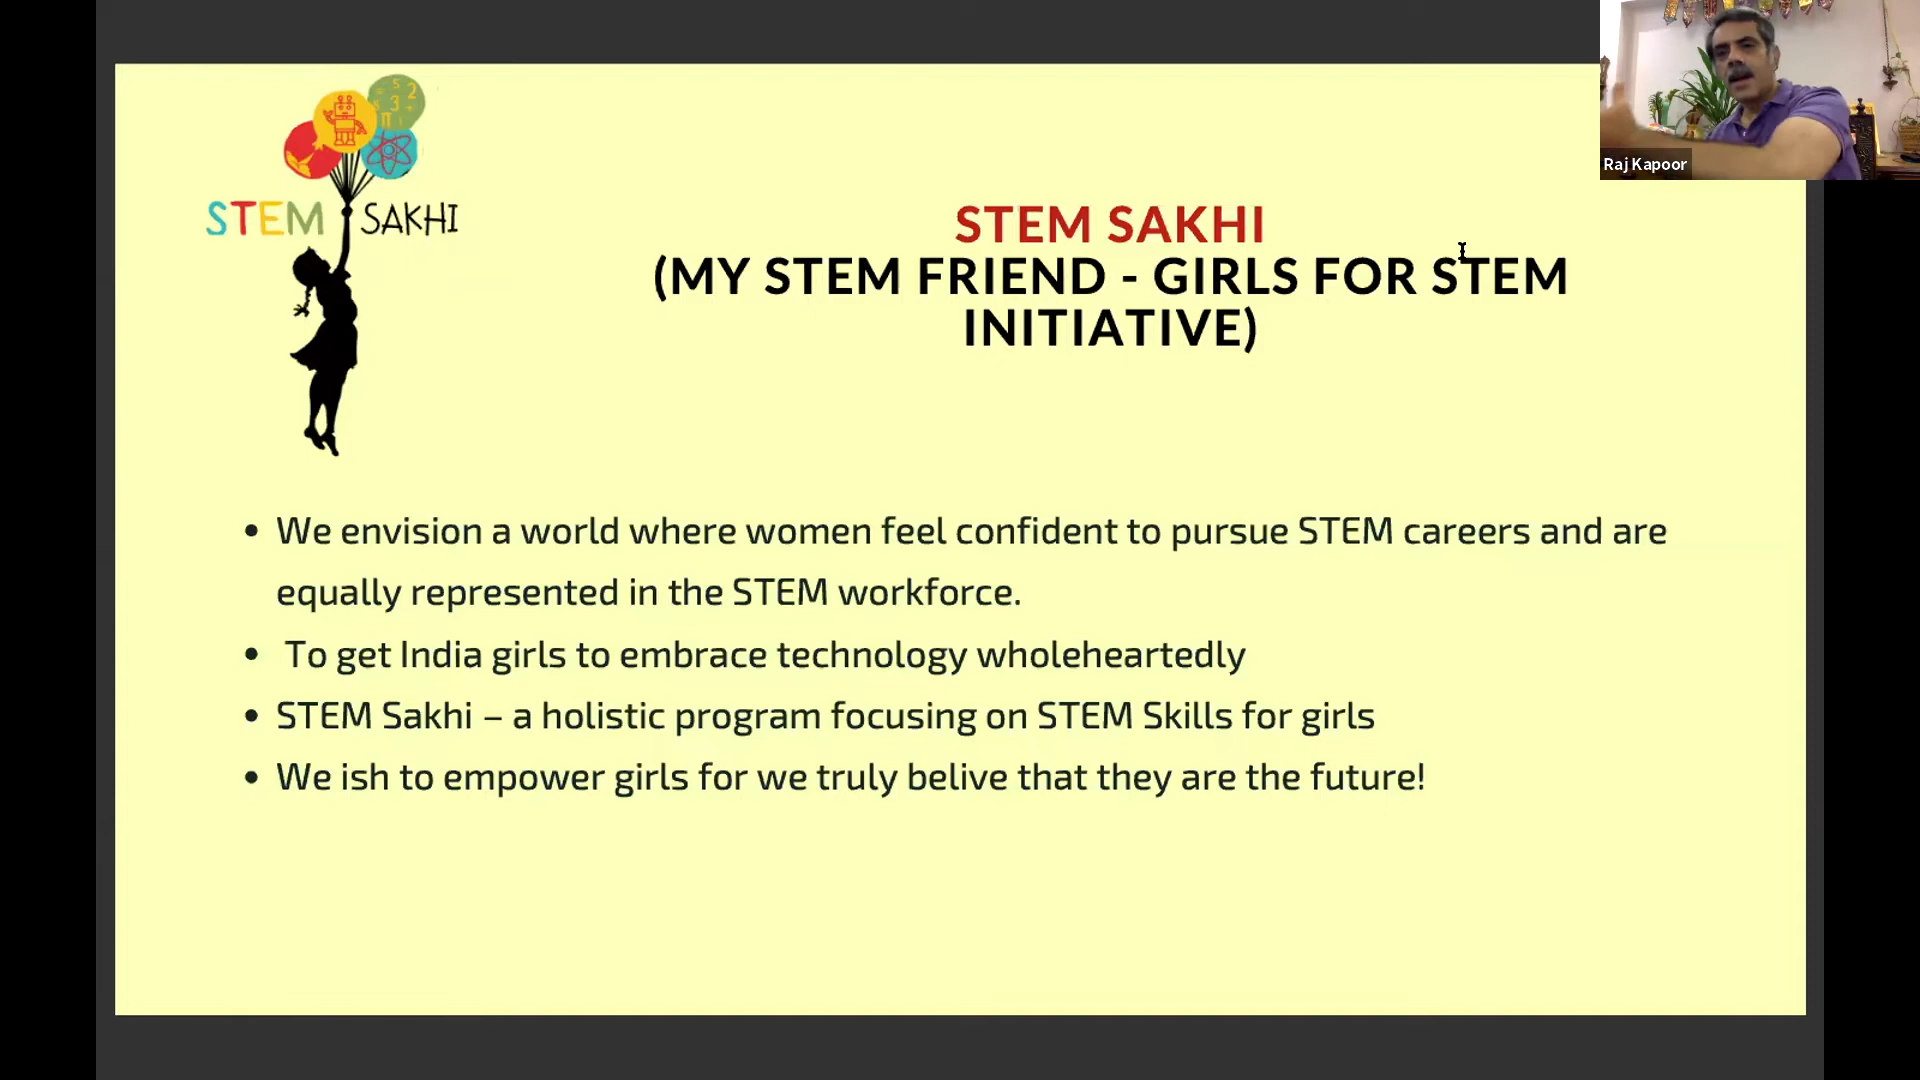 Raj Kapoor
STEM SAKHI
STEM SAKHI
(MY STEM FRIEND - GIRLS FOR STEM
INITIATIVE)
• We envision a world where women feel confident to pursue STEM careers and are
equally represented in the STEM workforce.
• To get India girls to embrace technology wholeheartedly
• STEM Sakhi – a holistic program focusing on STEM Skills for girls
• We ish to empower girls for we truly belive that they are the future!